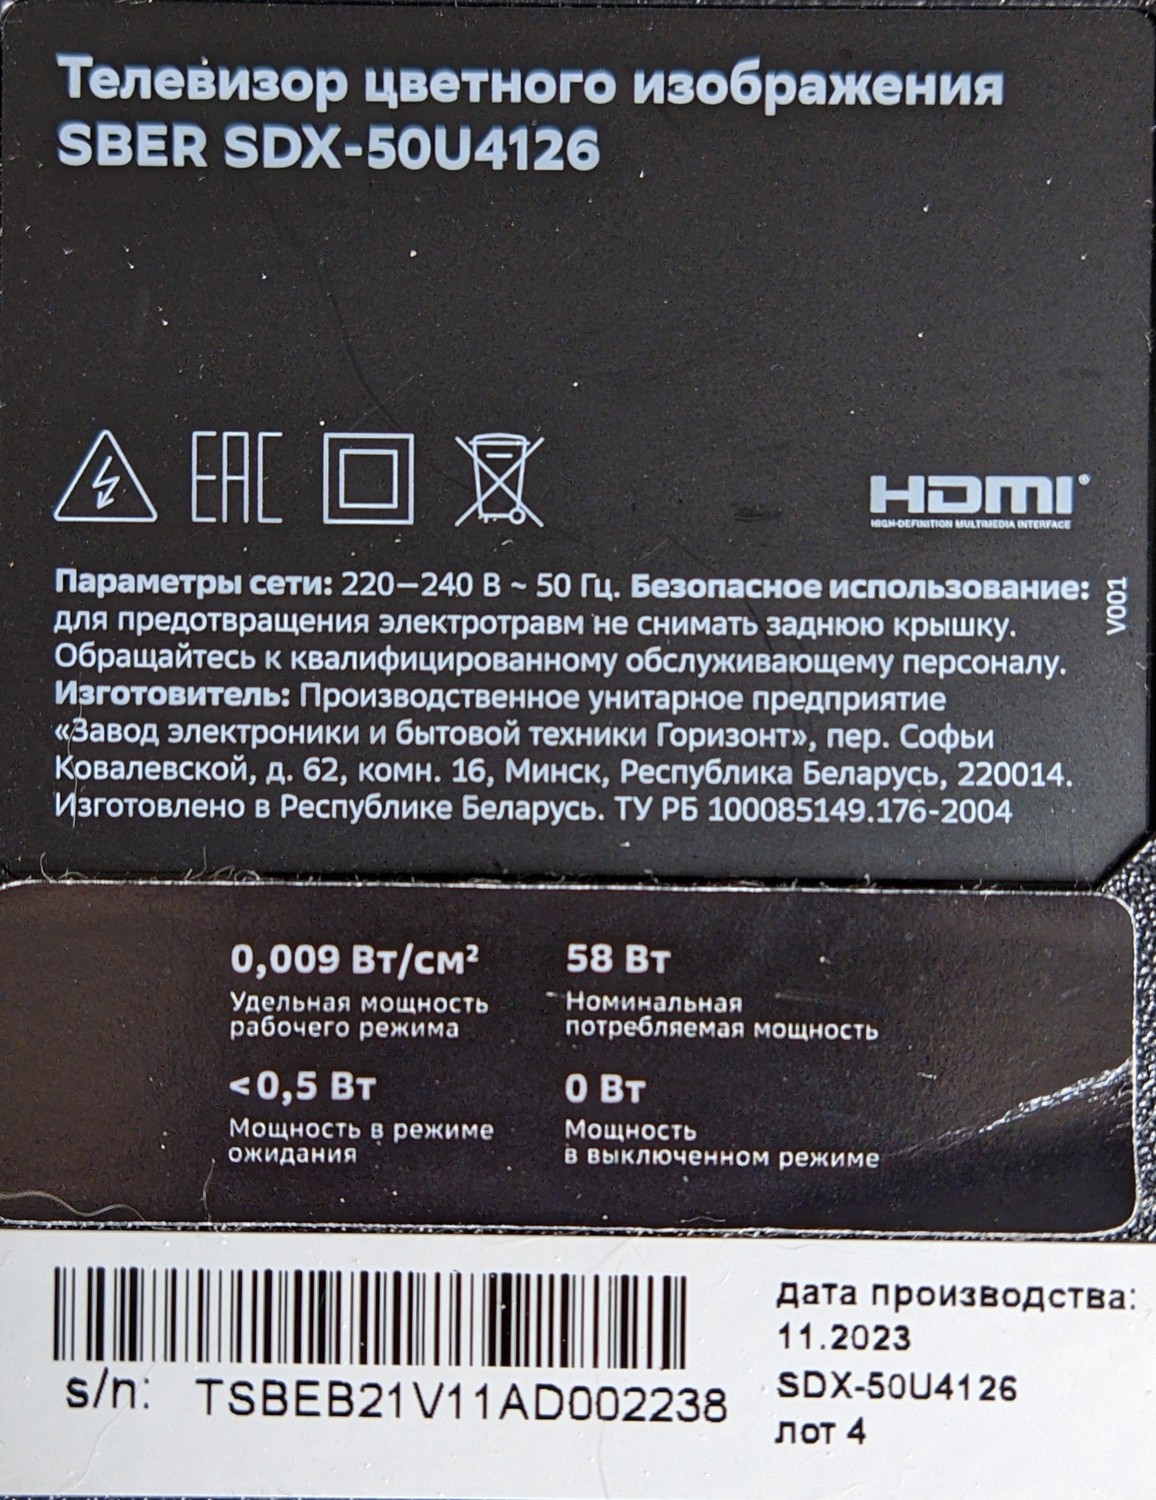 Телевизор цветного изображения
SBER SDX-50U4126
EAC
HDMI
HIGH-DEFINITION MULTIMEDIA INTERFACE
Параметры сети: 220–240 В ~ 50 Гц. Безопасное использование:
для предотвращения электротравм не снимать заднюю крышку.
Обращайтесь к квалифицированному обслуживающему персоналу.
Изготовитель: Производственное унитарное предприятие
«Завод электроники и бытовой техники Горизонт», пер. Софьи
Ковалевской, д. 62, комн. 16, Минск, Республика Беларусь, 220014.
Изготовлено в Республике Беларусь. ТУ РБ 100085149.176-2004
V001
0,009 Вт/см²
Удельная мощность
рабочего режима
58 Вт
Номинальная
потребляемая мощность
<0,5 Вт
Мощность в режиме
ожидания
0 Вт
Мощность
в выключенном режиме
s/n: TSBEB21V11AD002238
дата производства:
11.2023
SDX-50U4126
лот 4